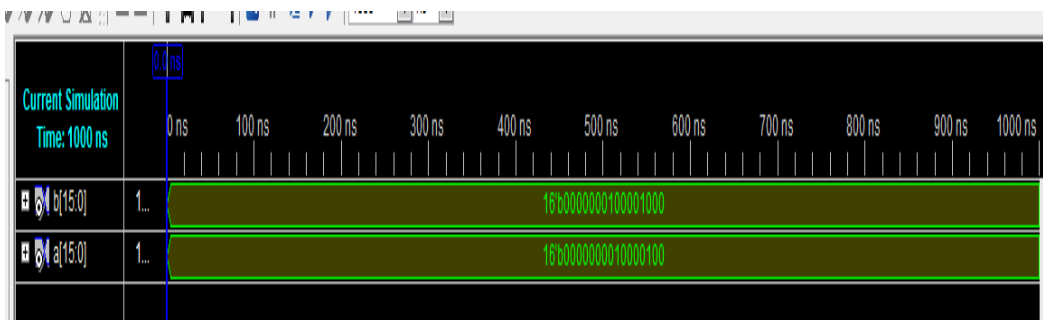 0.0 ns
Current Simulation
Time: 1000 ns
0 ns 100 ns 200 ns 300 ns 400 ns 500 ns 600 ns 700 ns 800 ns 900 ns 1000 ns
b[15:0] 1... 16'b0000000100001000
a[15:0] 1... 16'b0000000010000100